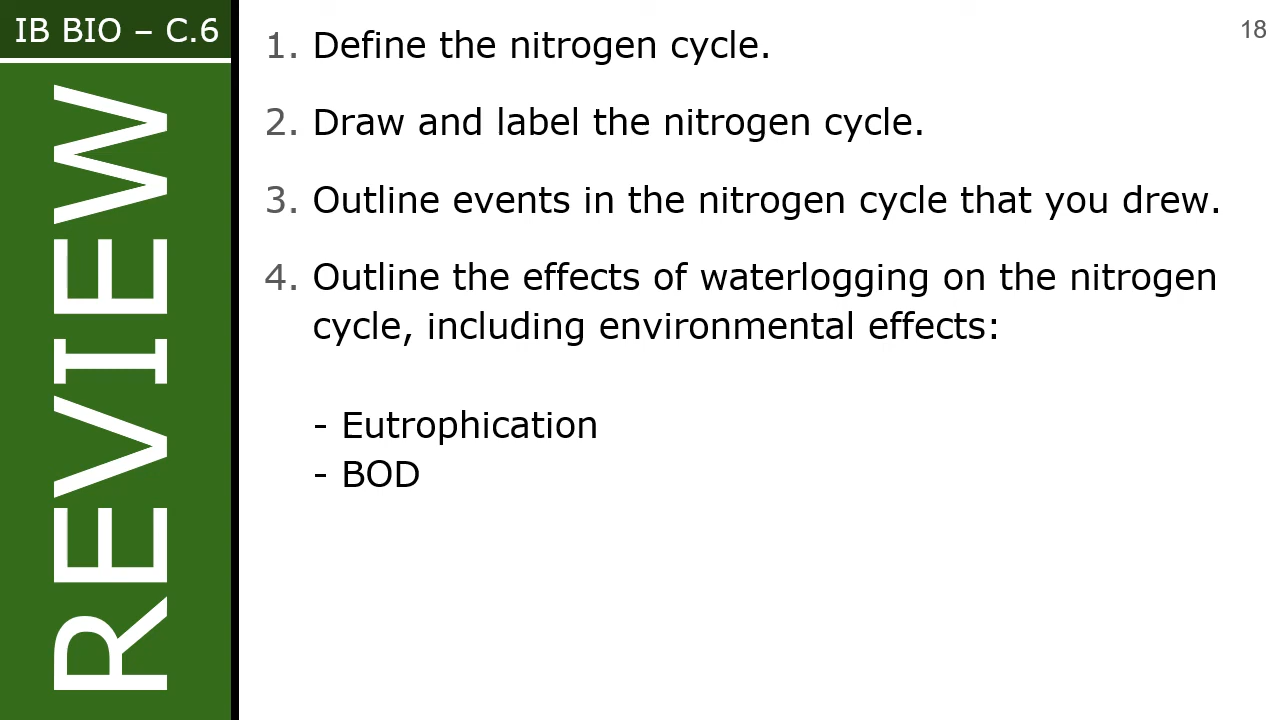 IB BIO – C.6
REVIEW
18
1. Define the nitrogen cycle.
2. Draw and label the nitrogen cycle.
3. Outline events in the nitrogen cycle that you drew.
4. Outline the effects of waterlogging on the nitrogen
cycle, including environmental effects:
- Eutrophication
- BOD